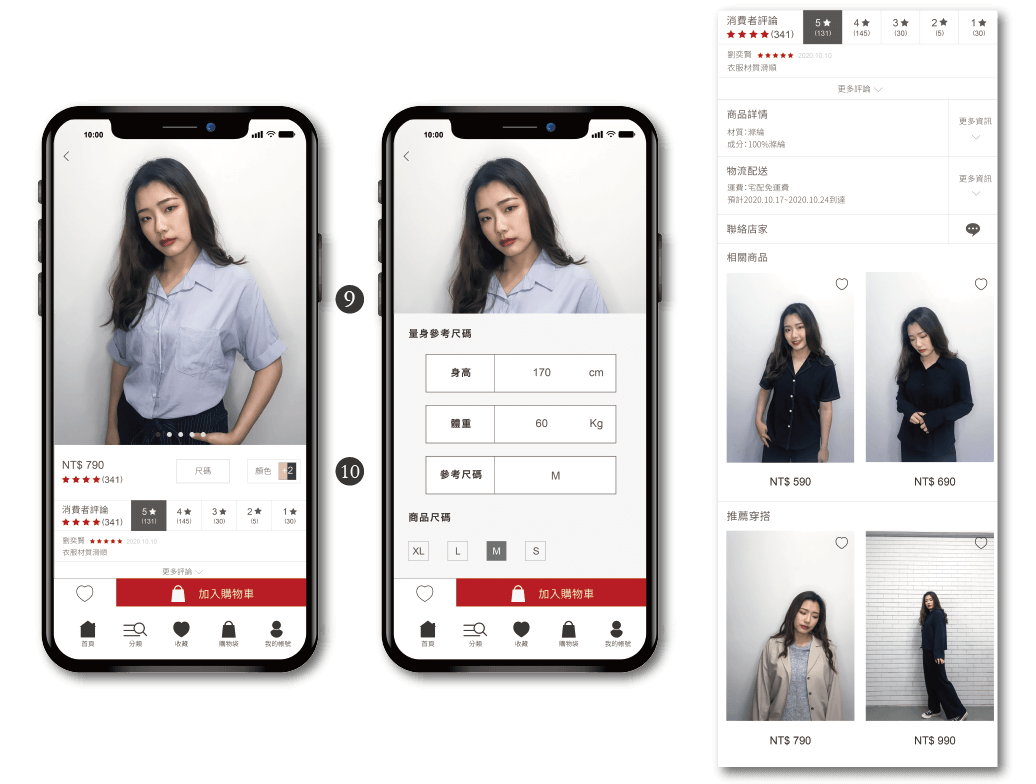 10:00
NT$ 790
(341)
尺碼
顏色
+2
消費者評論
(341)
5★
(131)
4★
(145)
3★
(30)
2★
(5)
1★
(30)
劉奕賢
2020.10.10
衣服材質滑順
更多評論
加入購物車
首頁
分類
收藏
購物袋
我的帳號
9
10
10:00
量身參考尺碼
身高
170
cm
體重
60
Kg
參考尺碼
M
商品尺碼
XL
L
M
S
加入購物車
首頁
分類
收藏
購物袋
我的帳號
消費者評論
(341)
5★
(131)
4★
(145)
3★
(30)
2★
(5)
1★
(30)
劉奕賢
2020.10.10
衣服材質滑順
更多評論
商品詳情
材質:滌綸
成分:100%滌綸
更多資訊
物流配送
運費:宅配免運費
預計2020.10.17~2020.10.24到達
更多資訊
聯絡店家
相關商品
NT$ 590
NT$ 690
推薦穿搭
NT$ 790
NT$ 990